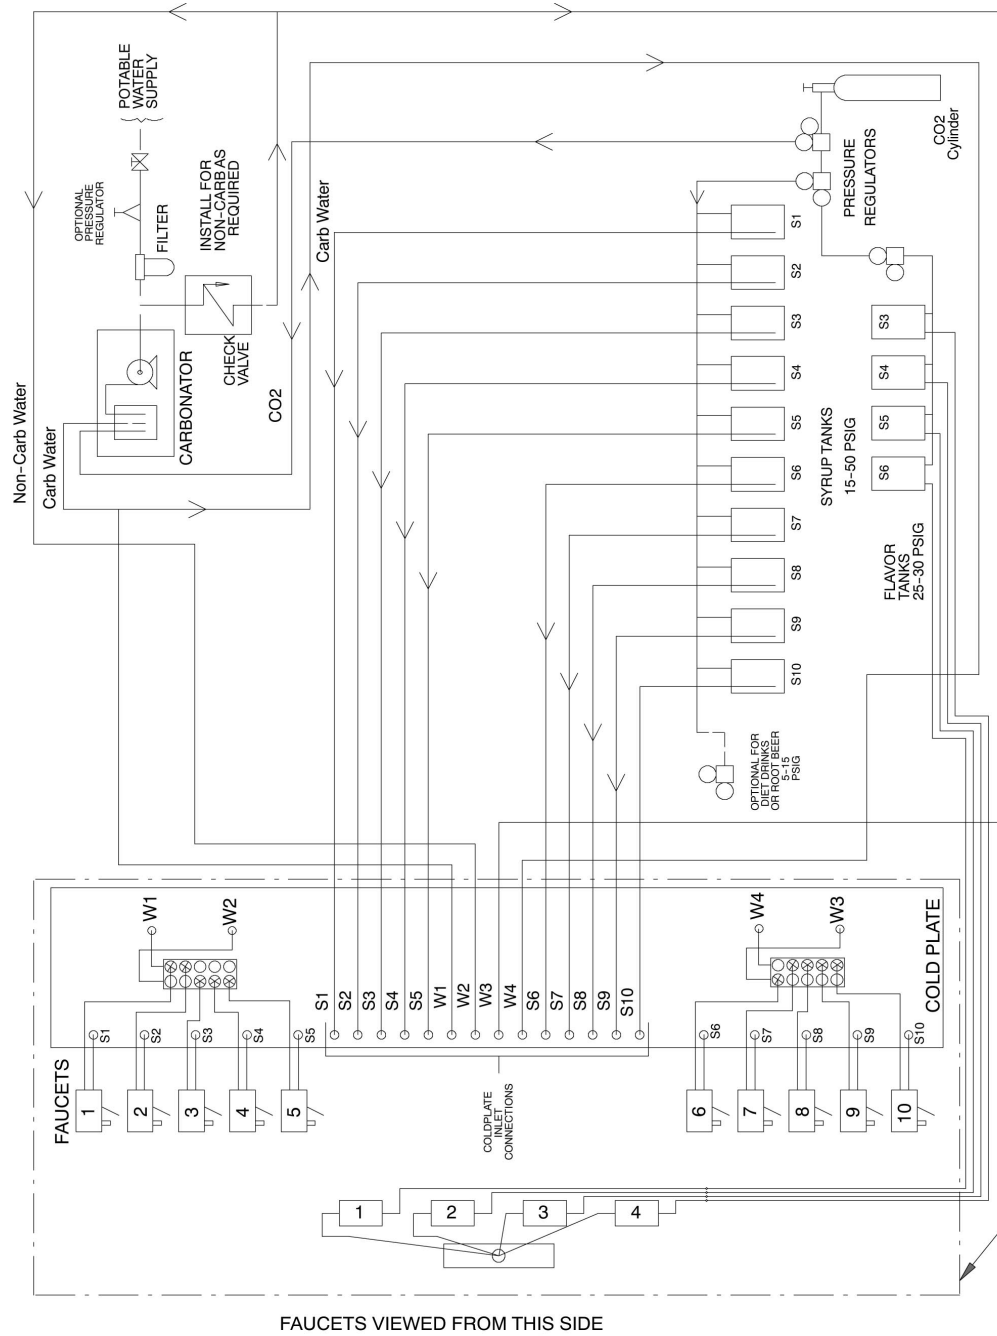 POTABLE
WATER
SUPPLY
OPTIONAL
PRESSURE
REGULATOR
FILTER
INSTALL FOR
NON-CARB AS
REQUIRED
CHECK
VALVE
CARBONATOR
Non-Carb Water
Carb Water
CO2
Carb Water
CO2
Cylinder
PRESSURE
REGULATORS
S1
S2
S3
S4
S5
S6
S7
S8
S9
S10
SYRUP TANKS
15-50 PSIG
S3
S4
S5
S6
FLAVOR
TANKS
25-30 PSIG
OPTIONAL FOR
DIET DRINKS
OR ROOT BEER
5-15
PSIG
W1
W2
W4
W3
COLD PLATE
S1
S2
S3
S4
S5
W1
W2
W3
W4
S6
S7
S8
S9
S10
S1
S2
S3
S4
S5
S6
S7
S8
S9
S10
FAUCETS
1
2
3
4
5
6
7
8
9
10
COLDPLATE
INLET
CONNECTIONS
1
2
3
4
FAUCETS VIEWED FROM THIS SIDE